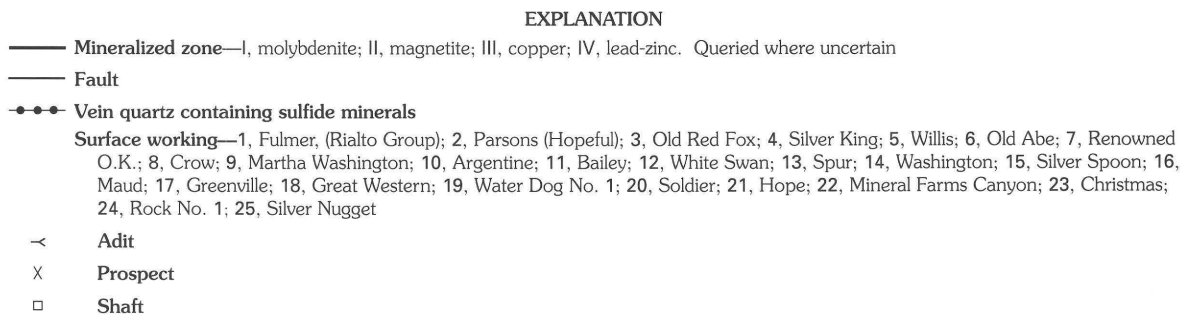 EXPLANATION
Mineralized zone—I, molybdenite; II, magnetite; III, copper; IV, lead-zinc. Queried where uncertain
Fault
Vein quartz containing sulfide minerals
Surface working—1, Fulmer, (Rialto Group); 2, Parsons (Hopeful); 3, Old Red Fox; 4, Silver King; 5, Willis; 6, Old Abe; 7, Renowned
O.K.; 8, Crow; 9, Martha Washington; 10, Argentine; 11, Bailey; 12, White Swan; 13, Spur; 14, Washington; 15, Silver Spoon; 16,
Maud; 17, Greenville; 18, Great Western; 19, Water Dog No. 1; 20, Soldier; 21, Hope; 22, Mineral Farms Canyon; 23, Christmas;
24, Rock No. 1; 25, Silver Nugget
Adit
Prospect
Shaft